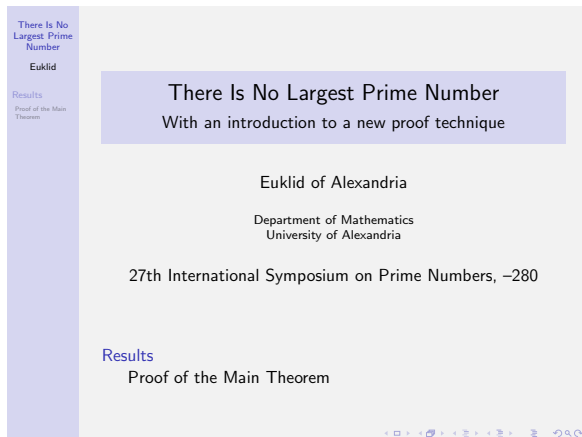 There Is No
Largest Prime
Number
Euklid
Results
Proof of the Main
Theorem
There Is No Largest Prime Number
With an introduction to a new proof technique
Euklid of Alexandria
Department of Mathematics
University of Alexandria
27th International Symposium on Prime Numbers, –280
Results
Proof of the Main Theorem